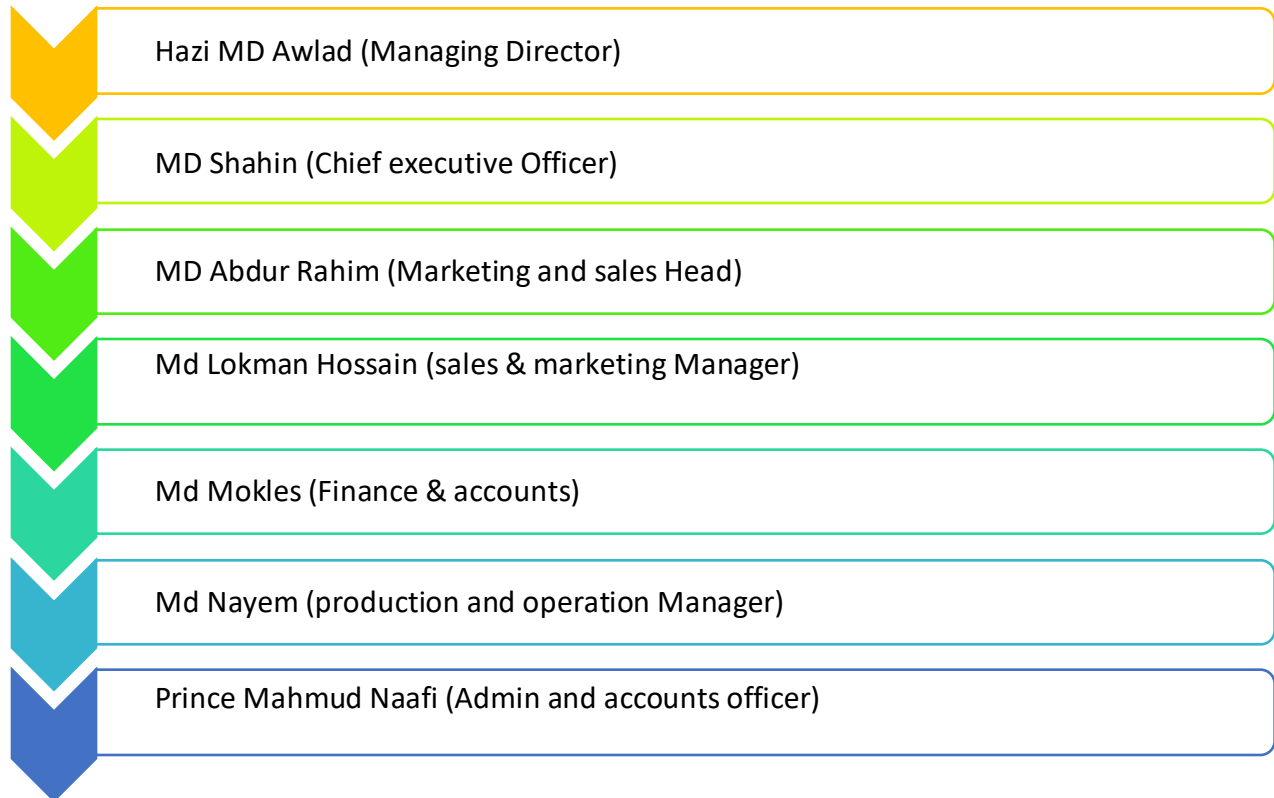 Hazi MD Awlad (Managing Director)
MD Shahin (Chief executive Officer)
MD Abdur Rahim (Marketing and sales Head)
Md Lokman Hossain (sales & marketing Manager)
Md Mokles (Finance & accounts)
Md Nayem (production and operation Manager)
Prince Mahmud Naafi (Admin and accounts officer)